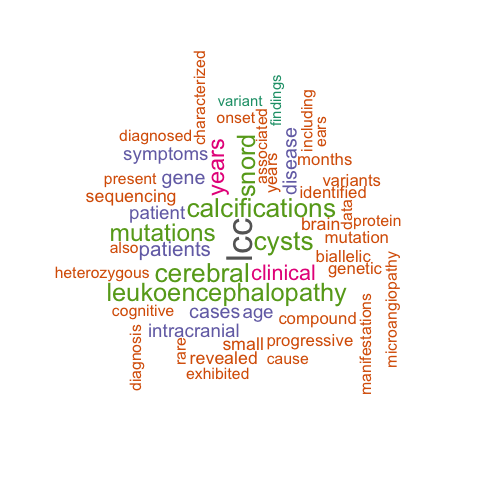 characterized
variant
findings
onset
associated
including
ears
diagnosed
symptoms
years
snord
years
disease
months
present
gene
identified
variants
sequencing
patient
calcifications
data
brain
protein
mutations
lcc
cysts
mutation
also
patients
biallelic
heterozygous
cerebral
clinical
genetic
microangiopathy
leukoencephalopathy
cognitive
cases
age
compound
manifestations
intracranial
diagnosis
rare
small
progressive
revealed
cause
exhibited